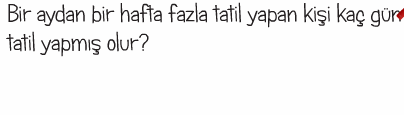 Bir aydan bir hafta fazla tatil yapan kişi kaç gün
tatil yapmış olur?